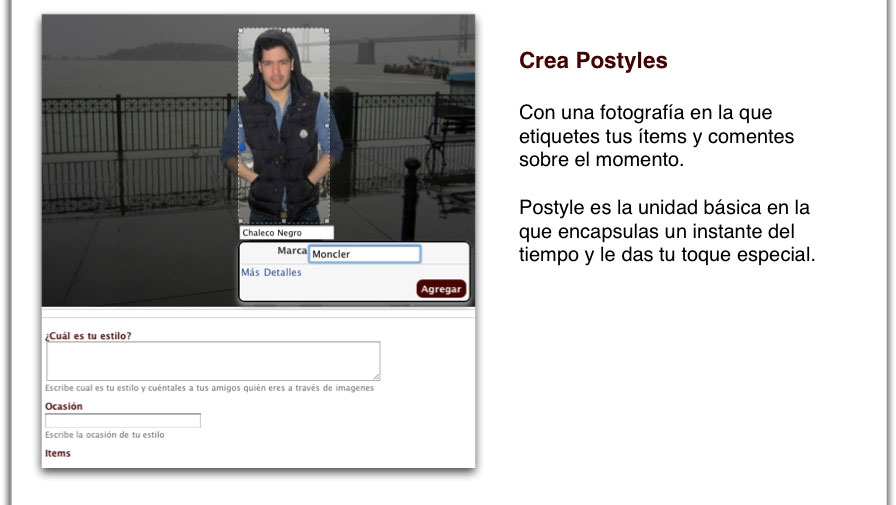 Crea Postyles
Con una fotografía en la que
etiquetes tus ítems y comentes
sobre el momento.
Postyle es la unidad básica en la
que encapsulas un instante del
tiempo y le das tu toque especial.
Chaleco Negro
Marca Moncler
Más Detalles
Agregar
¿Cuál es tu estilo?
Escribe cual es tu estilo y cuéntales a tus amigos quién eres a través de imagenes
Ocasión
Escribe la ocasión de tu estilo
Items